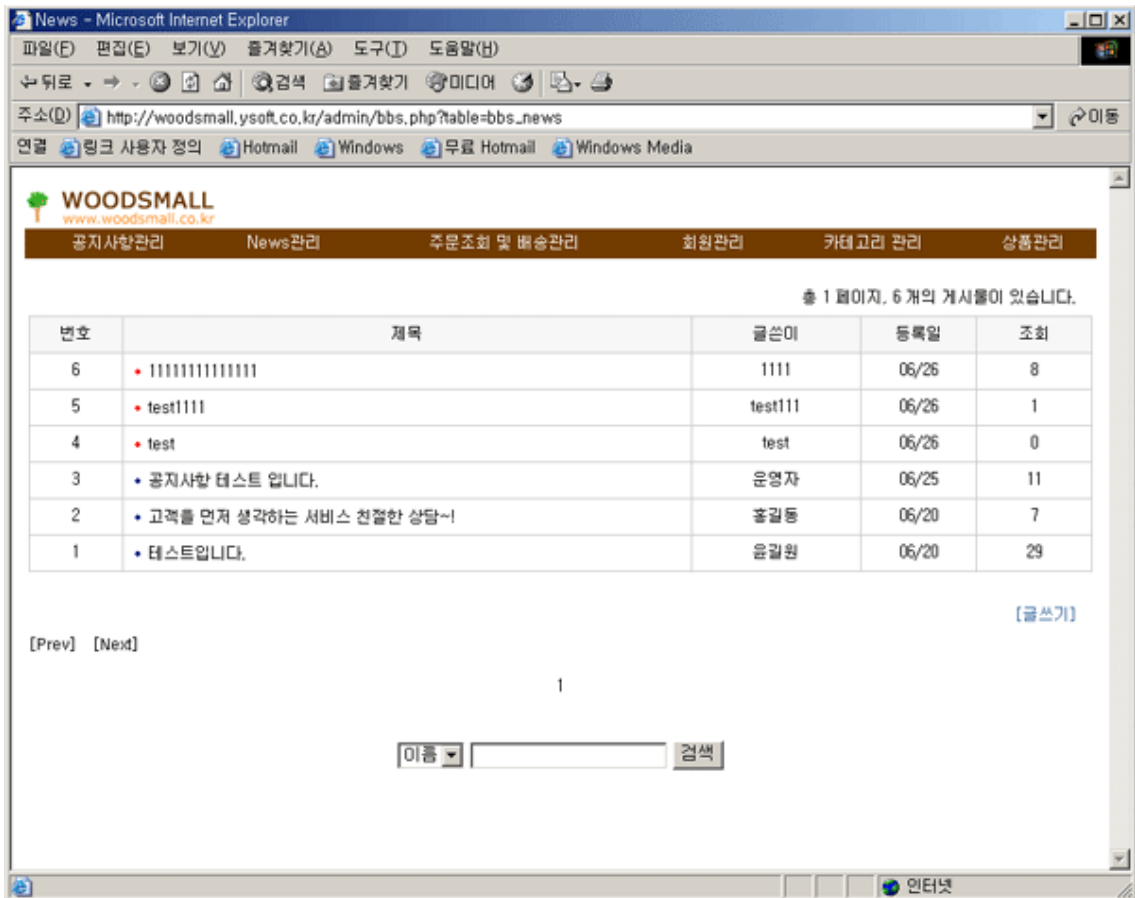 News - Microsoft Internet Explorer
파일(F) 편집(E) 보기(V) 즐겨찾기(A) 도구(T) 도움말(H)
뒤로 검색 즐겨찾기 미디어
주소(D) http://woodsmall.ysoft.co.kr/admin/bbs.php?table=bbs_news 이동
연결 링크 사용자 정의 Hotmail Windows 무료 Hotmail Windows Media
WOODSMALL
www.woodsmall.co.kr
공지사항관리 News관리 주문조회 및 배송관리 회원관리 카테고리 관리 상품관리
총 1 페이지, 6 개의 게시물이 있습니다.
번호 제목 글쓴이 등록일 조회
6 • 11111111111111 1111 06/26 8
5 • test1111 test111 06/26 1
4 • test test 06/26 0
3 • 공지사항 테스트 입니다. 운영자 06/25 11
2 • 고객을 먼저 생각하는 서비스 친절한 상담~! 홍길동 06/20 7
1 • 테스트입니다. 윤길원 06/20 29
[글쓰기]
[Prev] [Next]
1
이름 검색
인터넷